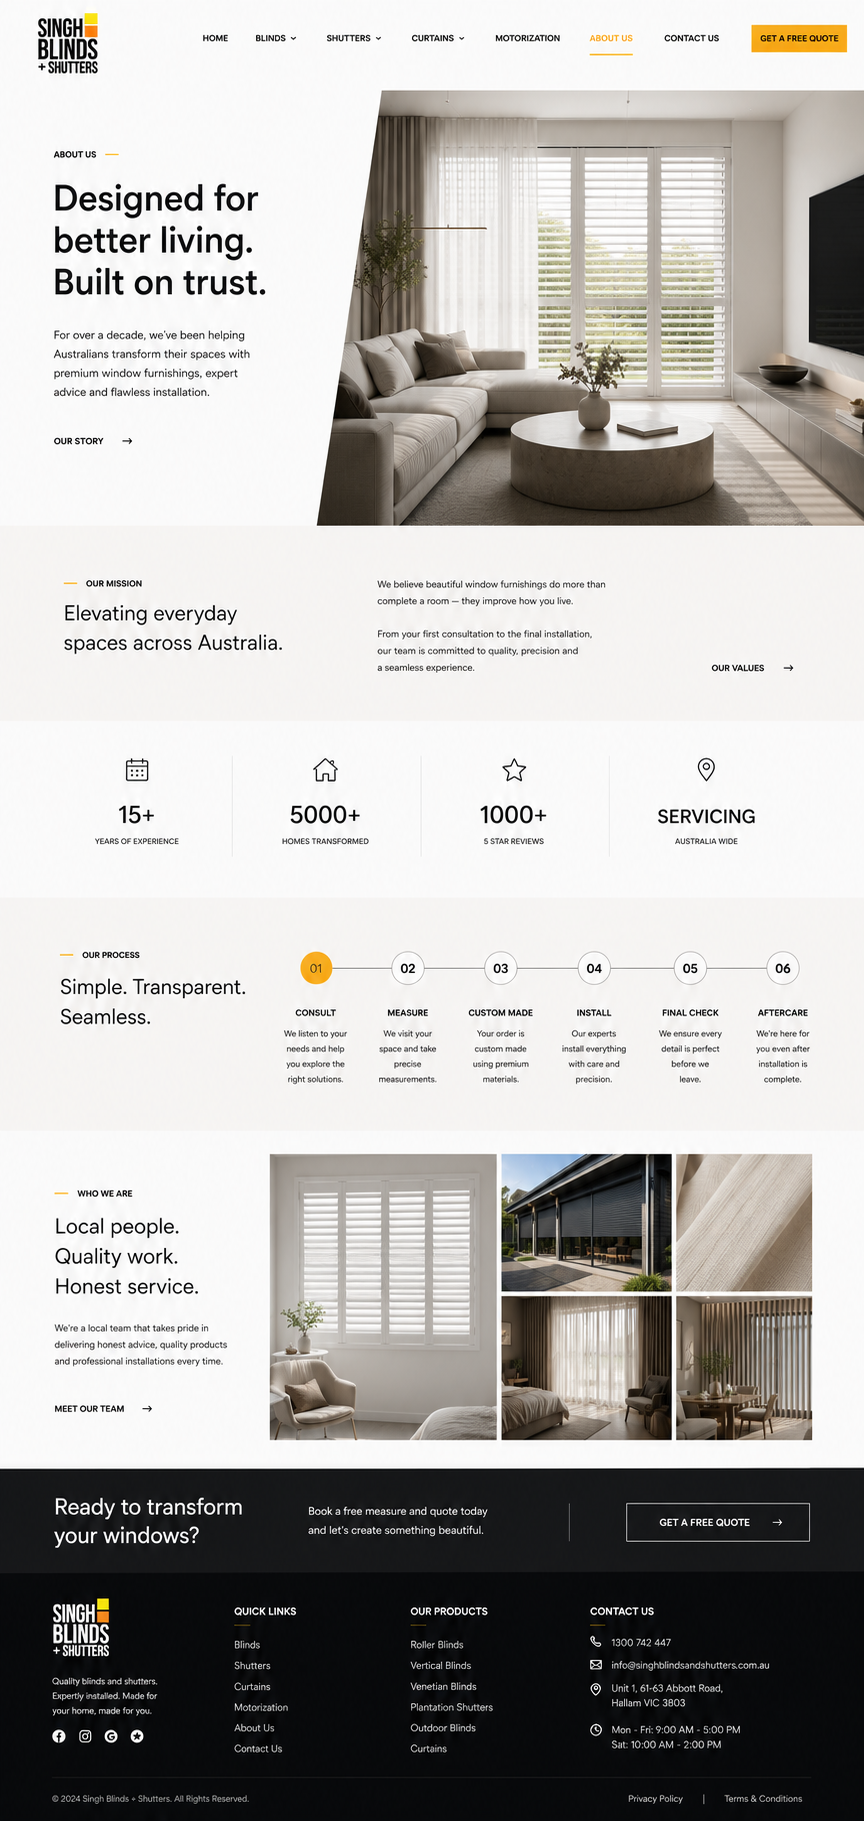 SINGH
BLINDS
+ SHUTTERS
HOME
BLINDS
SHUTTERS
CURTAINS
MOTORIZATION
ABOUT US
CONTACT US
GET A FREE QUOTE
ABOUT US
Designed for
better living.
Built on trust.
For over a decade, we've been helping
Australians transform their spaces with
premium window furnishings, expert
advice and flawless installation.
OUR STORY →
OUR MISSION
Elevating everyday
spaces across Australia.
We believe beautiful window furnishings do more than
complete a room — they improve how you live.
From your first consultation to the final installation,
our team is committed to quality, precision and
a seamless experience.
OUR VALUES →
15+
YEARS OF EXPERIENCE
5000+
HOMES TRANSFORMED
1000+
5 STAR REVIEWS
SERVICING
AUSTRALIA WIDE
OUR PROCESS
Simple. Transparent.
Seamless.
01
CONSULT
We listen to your
needs and help
you explore the
right solutions.
02
MEASURE
We visit your
space and take
precise
measurements.
03
CUSTOM MADE
Your order is
custom made
using premium
materials.
04
INSTALL
Our experts
install everything
with care and
precision.
05
FINAL CHECK
We ensure every
detail is perfect
before we
leave.
06
AFTERCARE
We're here for
you even after
installation is
complete.
WHO WE ARE
Local people.
Quality work.
Honest service.
We're a local team that takes pride in
delivering honest advice, quality products
and professional installations every time.
MEET OUR TEAM →
Ready to transform
your windows?
Book a free measure and quote today
and let's create something beautiful.
GET A FREE QUOTE →
SINGH
BLINDS
+ SHUTTERS
Quality blinds and shutters.
Expertly installed. Made for
your home, made for you.
QUICK LINKS
Blinds
Shutters
Curtains
Motorization
About Us
Contact Us
OUR PRODUCTS
Roller Blinds
Vertical Blinds
Venetian Blinds
Plantation Shutters
Outdoor Blinds
Curtains
CONTACT US
1300 742 447
info@singhblindsandshutters.com.au
Unit 1, 61-63 Abbott Road,
Hallam VIC 3803
Mon - Fri: 9:00 AM - 5:00 PM
Sat: 10:00 AM - 2:00 PM
© 2024 Singh Blinds + Shutters. All Rights Reserved.
Privacy Policy | Terms & Conditions